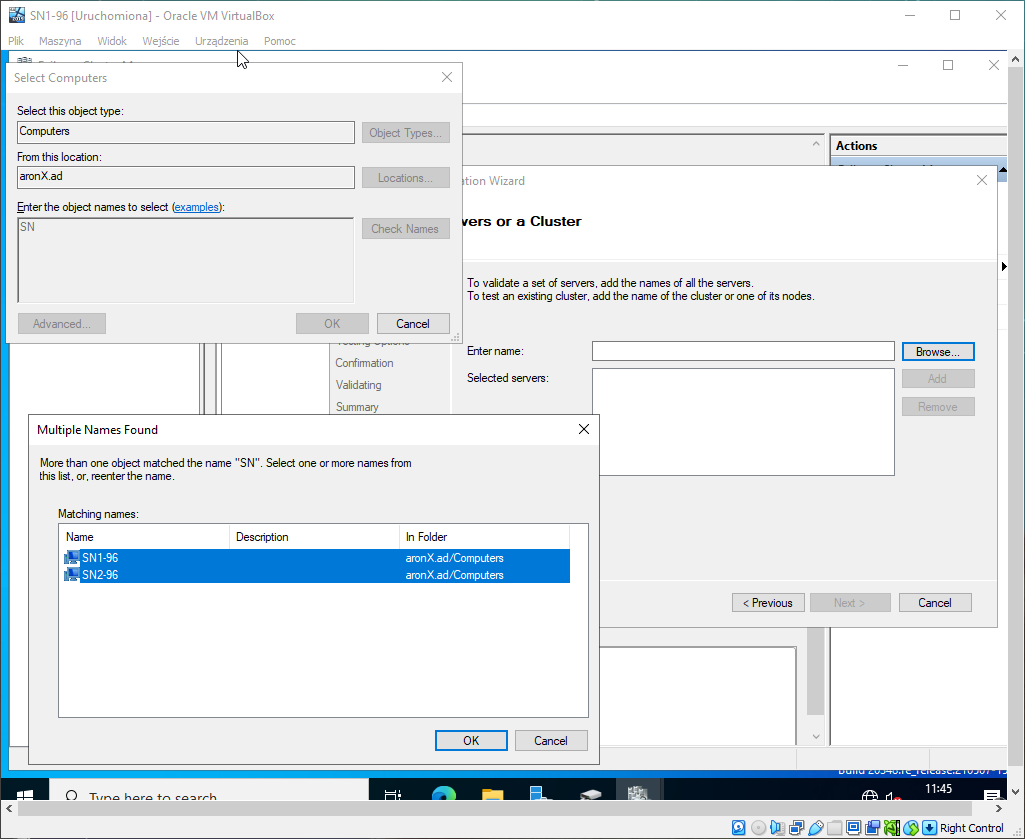 SN1-96 [Uruchomiona] - Oracle VM VirtualBox
Plik Maszyna Widok Wejście Urządzenia Pomoc
Select Computers
Select this object type:
Computers
Object Types...
From this location:
aronX.ad
Locations...
Enter the object names to select (examples):
SN
Check Names
Advanced...
OK
Cancel
Actions
Wizard
or a Cluster
To validate a set of servers, add the names of all the servers.
To test an existing cluster, add the name of the cluster or one of its nodes.
Enter name:
Browse...
Selected servers:
Add
Remove
Testing Options
Confirmation
Validating
Summary
< Previous
Next >
Cancel
Multiple Names Found
More than one object matched the name "SN". Select one or more names from
this list, or, reenter the name.
Matching names:
Name Description In Folder
SN1-96 aronX.ad/Computers
SN2-96 aronX.ad/Computers
OK
Cancel
Type here to search
11:45
Right Control